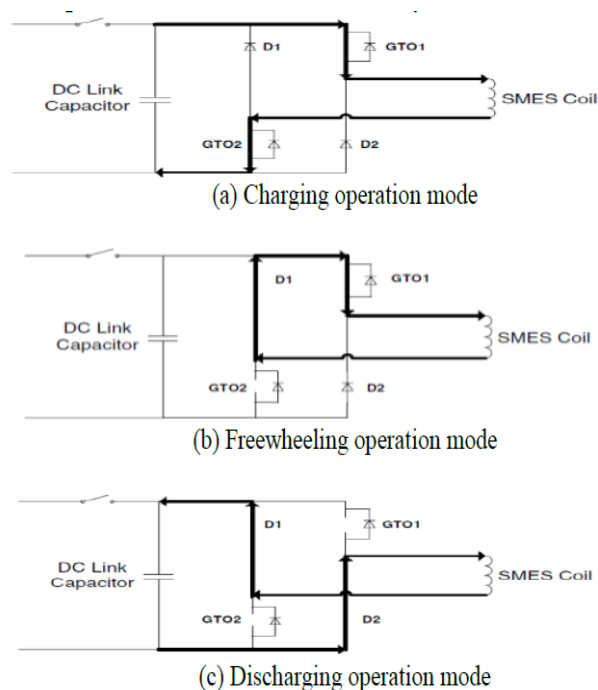 D1
GTO1
DC Link
Capacitor
SMES Coil
GTO2
D2
(a) Charging operation mode
D1
GTO1
DC Link
Capacitor
SMES Coil
GTO2
D2
(b) Freewheeling operation mode
D1
GTO1
DC Link
Capacitor
SMES Coil
GTO2
D2
(c) Discharging operation mode